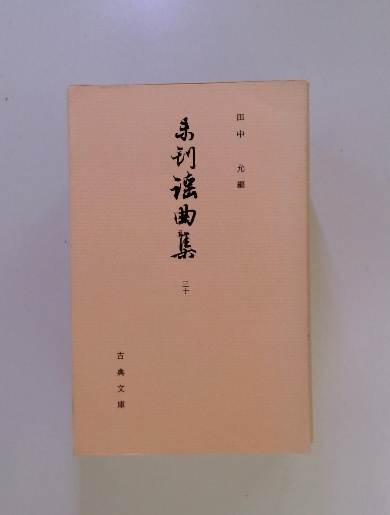 田中 允編
未刊謡曲集
三十
古典文庫